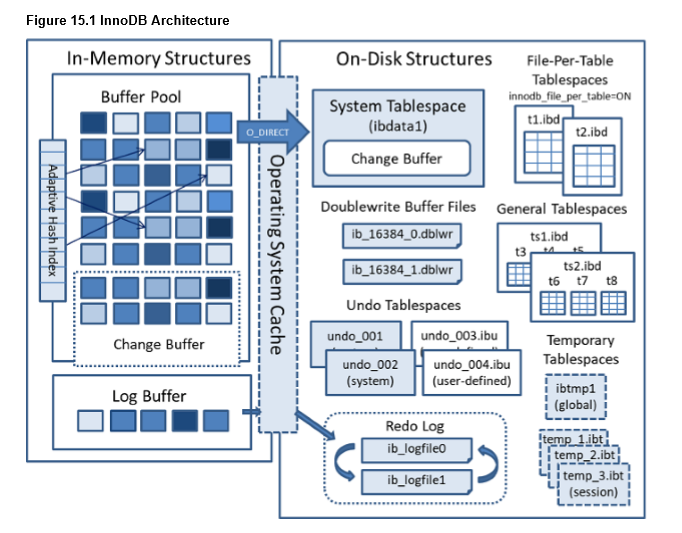 Figure 15.1 InnoDB Architecture
In-Memory Structures
Buffer Pool
Adaptive Hash Index
Change Buffer
Log Buffer
O_DIRECT
Operating System Cache
On-Disk Structures
System Tablespace
(ibdata1)
Change Buffer
Doublewrite Buffer Files
ib_16384_0.dblwr
ib_16384_1.dblwr
Undo Tablespaces
undo_001
undo_002
(system)
undo_003.ibu
undo_004.ibu
(user-defined)
Redo Log
ib_logfile0
ib_logfile1
File-Per-Table
Tablespaces
innodb_file_per_table=ON
t1.ibd
t2.ibd
General Tablespaces
ts1.ibd
t3
ts2.ibd
t6 t7 t8
Temporary
Tablespaces
ibtmp1
(global)
temp_1.ibt
temp_2.ibt
temp_3.ibt
(session)